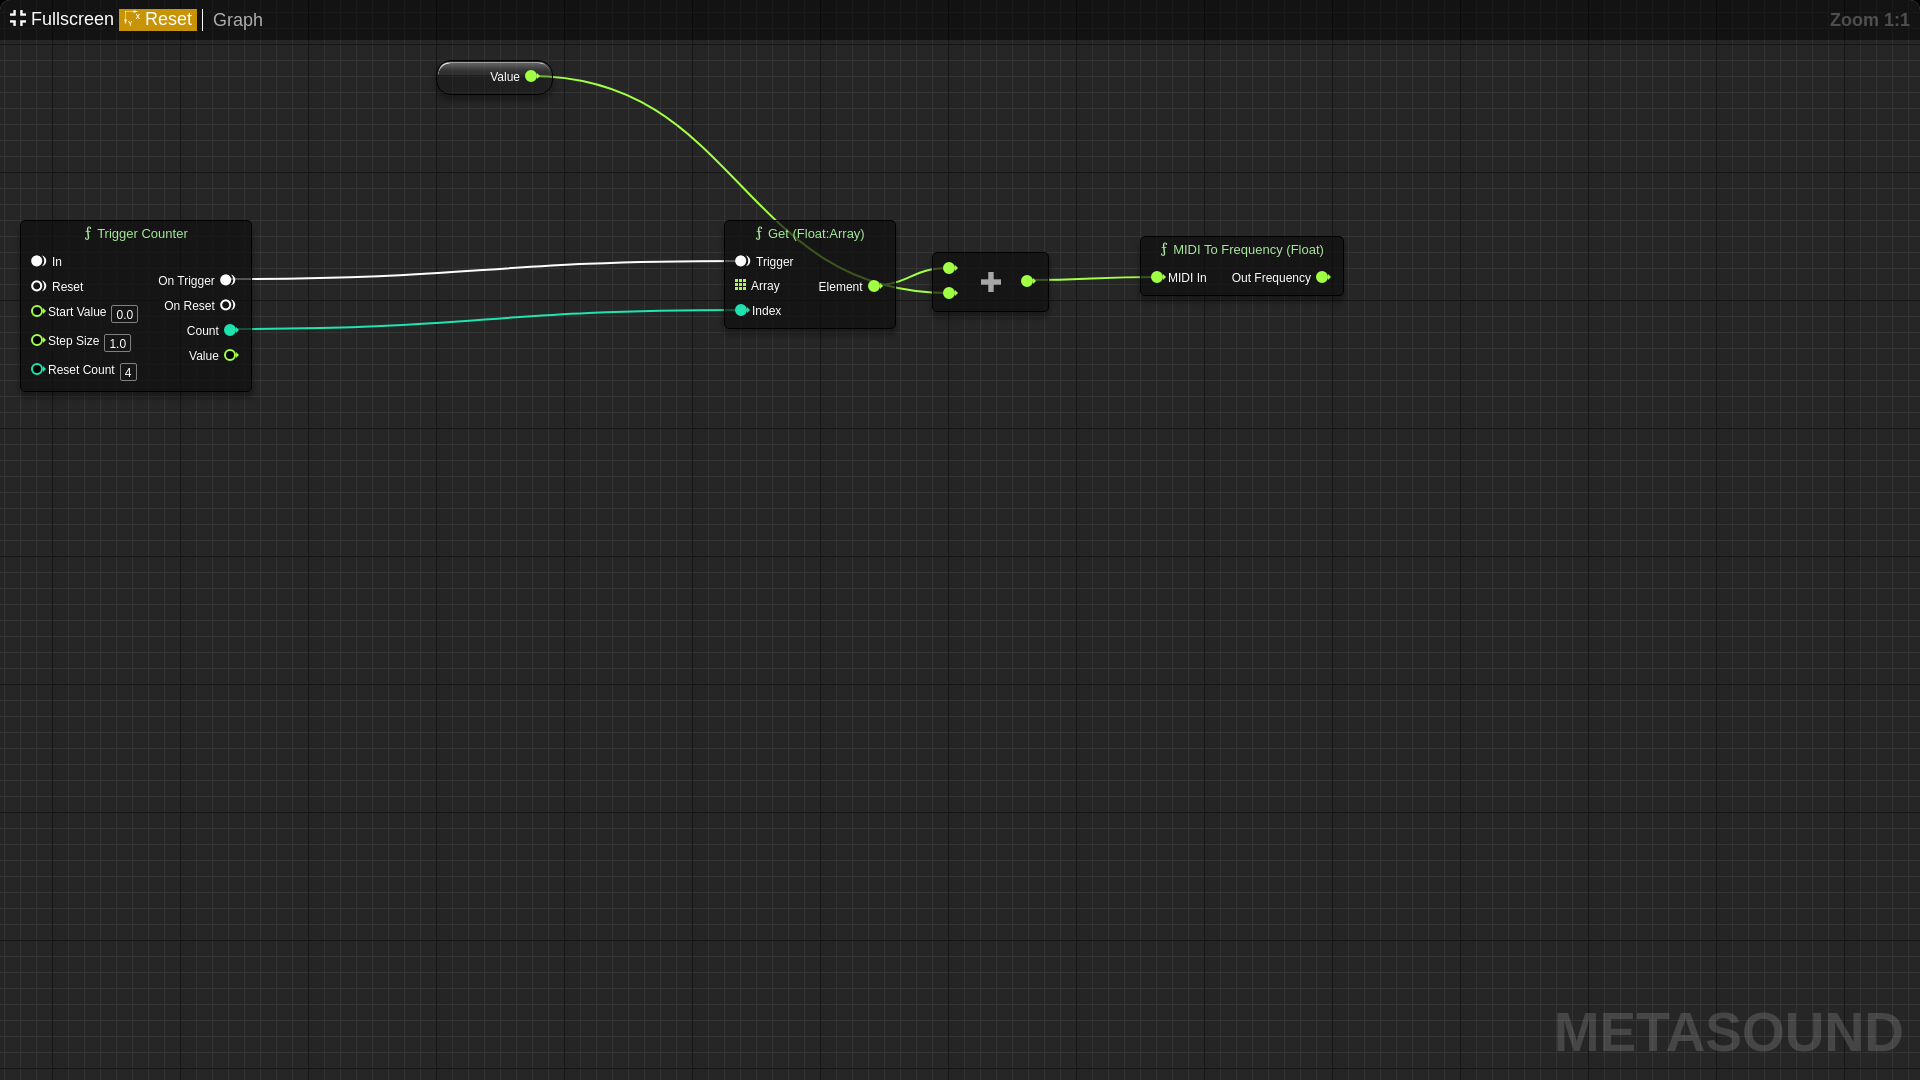 Fullscreen Reset Graph
Zoom 1:1
Value
Trigger Counter
In
Reset
Start Value 0.0
Step Size 1.0
Reset Count 4
On Trigger
On Reset
Count
Value
Get (Float:Array)
Trigger
Array
Index
Element
MIDI To Frequency (Float)
MIDI In
Out Frequency
METASOUND